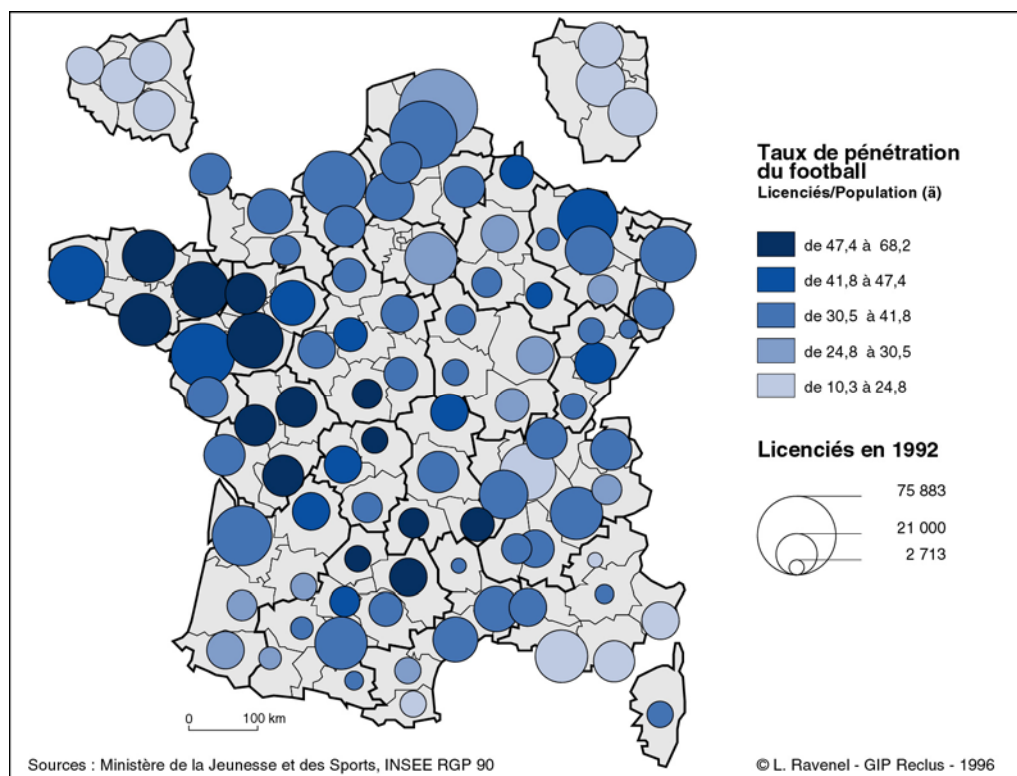 Taux de pénétration
du football
Licenciés/Population (ä)
de 47,4 à 68,2
de 41,8 à 47,4
de 30,5 à 41,8
de 24,8 à 30,5
de 10,3 à 24,8
Licenciés en 1992
75 883
21 000
2 713
0 100 km
Sources : Ministère de la Jeunesse et des Sports, INSEE RGP 90
© L. Ravenel - GIP Reclus - 1996